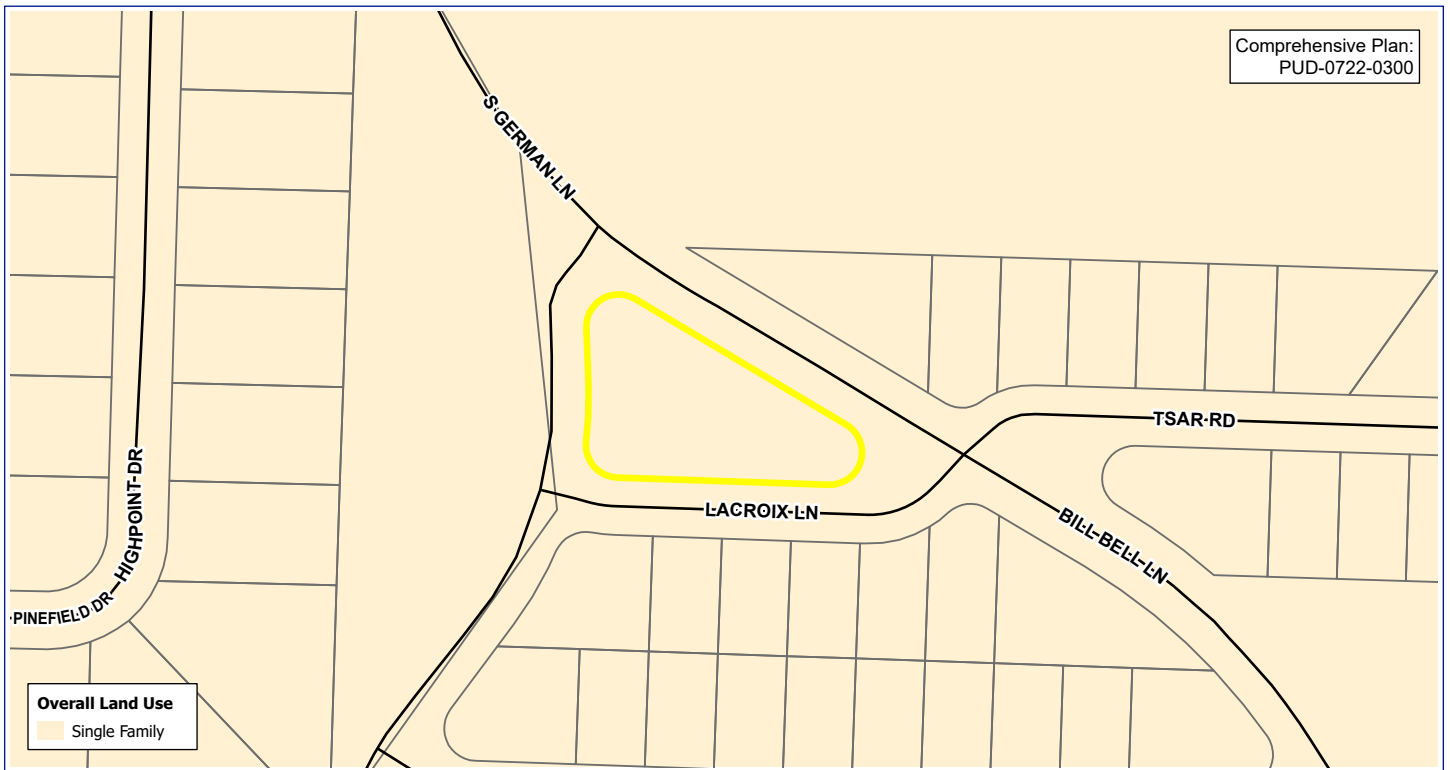 Comprehensive Plan:
PUD-0722-0300
S GERMAN LN
TSAR RD
HIGHPOINT DR
LACROIX LN
BILL BELL LN
PINEFIELD DR
Overall Land Use
Single Family